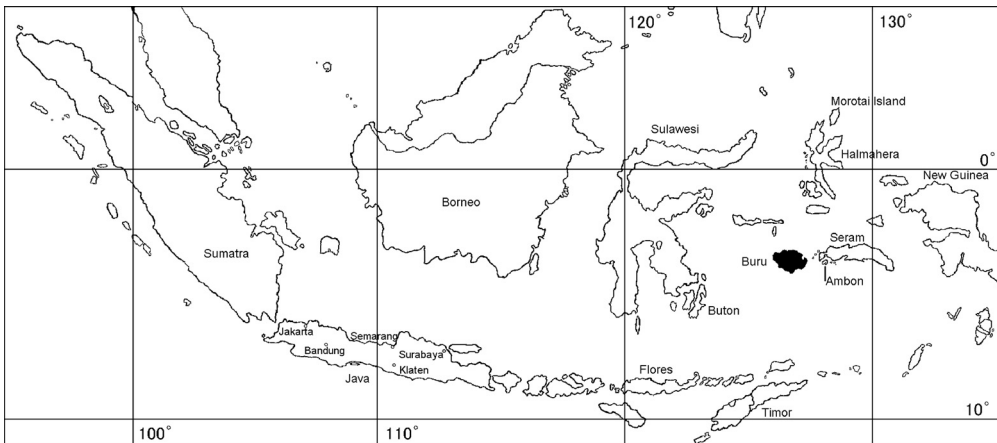 120°
130°
Morotai Island
Sulawesi
Halmahera
0°
New Guinea
Borneo
Seram
Sumatra
Buru
Ambon
Buton
Jakarta
Semarang
Bandung
Surabaya
Klaten
Java
Flores
Timor
10°
100°
110°